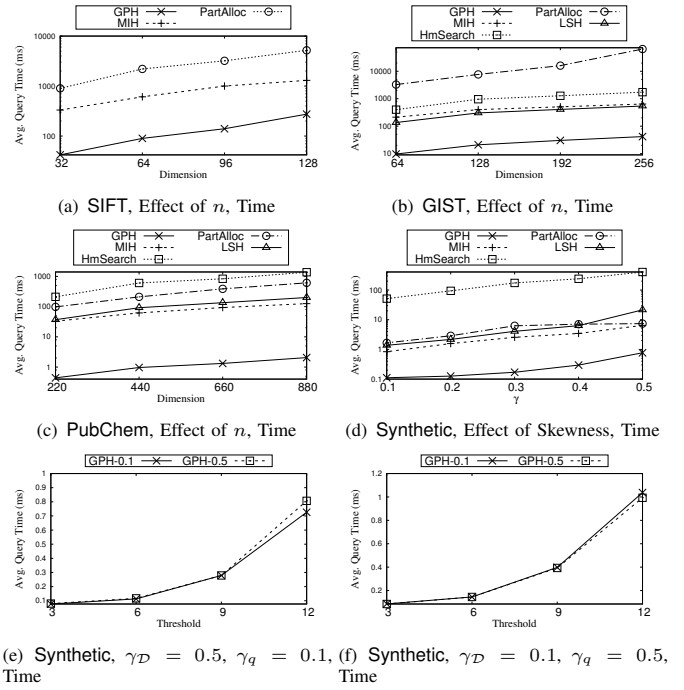 GPH PartAlloc
MIH
Avg. Query Time (ms)
10000
1000
100
32 64 96 128
Dimension
(a) SIFT, Effect of n, Time
GPH PartAlloc
MIH LSH
HmSearch
Avg. Query Time (ms)
10000
1000
100
10
64 128 192 256
Dimension
(b) GIST, Effect of n, Time
GPH PartAlloc
MIH LSH
HmSearch
Avg. Query Time (ms)
1000
100
10
1
220 440 660 880
Dimension
(c) PubChem, Effect of n, Time
GPH PartAlloc
MIH LSH
HmSearch
Avg. Query Time (ms)
100
10
1
0.1
0.1 0.2 0.3 0.4 0.5
γ
(d) Synthetic, Effect of Skewness, Time
GPH-0.1 GPH-0.5
Avg. Query Time (ms)
1
0.9
0.8
0.7
0.6
0.5
0.4
0.3
0.2
0.1
3 6 9 12
Threshold
(e) Synthetic, γD = 0.5, γq = 0.1,
Time
GPH-0.1 GPH-0.5
Avg. Query Time (ms)
1.2
1
0.8
0.6
0.4
0.2
3 6 9 12
Threshold
(f) Synthetic, γD = 0.1, γq = 0.5,
Time